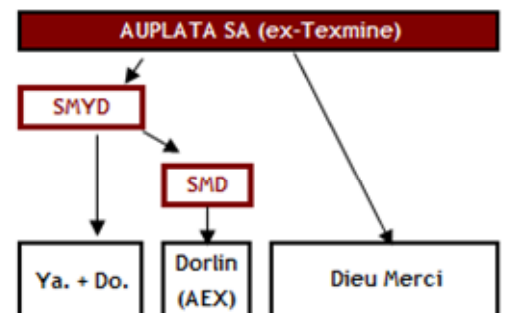 AUPLATA SA (ex-Texmine)
SMYD
SMD
Ya. + Do.
Dorlin
(AEX)
Dieu Merci